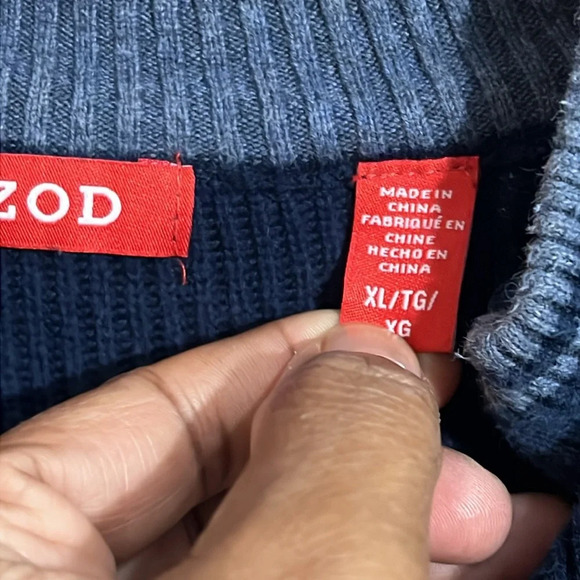 ZOD
MADE IN
CHINA
FABRIQUÉ EN
CHINE
HECHO EN
CHINA
XL/TG/
XG